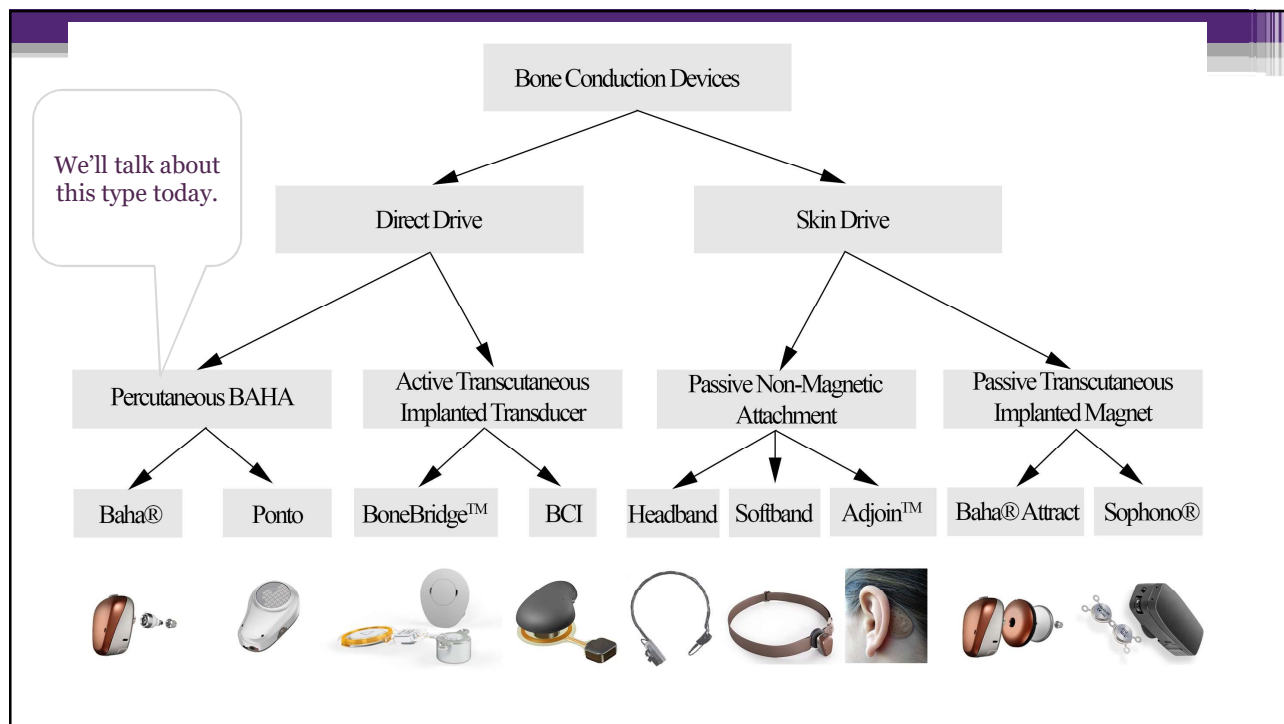 Bone Conduction Devices
We'll talk about
this type today.
Direct Drive
Skin Drive
Percutaneous BAHA
Active Transcutaneous
Implanted Transducer
Passive Non-Magnetic
Attachment
Passive Transcutaneous
Implanted Magnet
Baha®
Ponto
BoneBridge™
BCI
Headband
Softband
Adjoin™
Baha® Attract
Sophono®